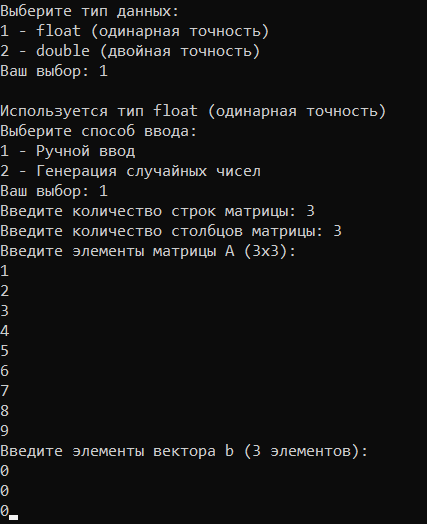 Выберите тип данных:
1 - float (одинарная точность)
2 - double (двойная точность)
Ваш выбор: 1
Используется тип float (одинарная точность)
Выберите способ ввода:
1 - Ручной ввод
2 - Генерация случайных чисел
Ваш выбор: 1
Введите количество строк матрицы: 3
Введите количество столбцов матрицы: 3
Введите элементы матрицы A (3x3):
1
2
3
4
5
6
7
8
9
Введите элементы вектора b (3 элементов):
0
0
0